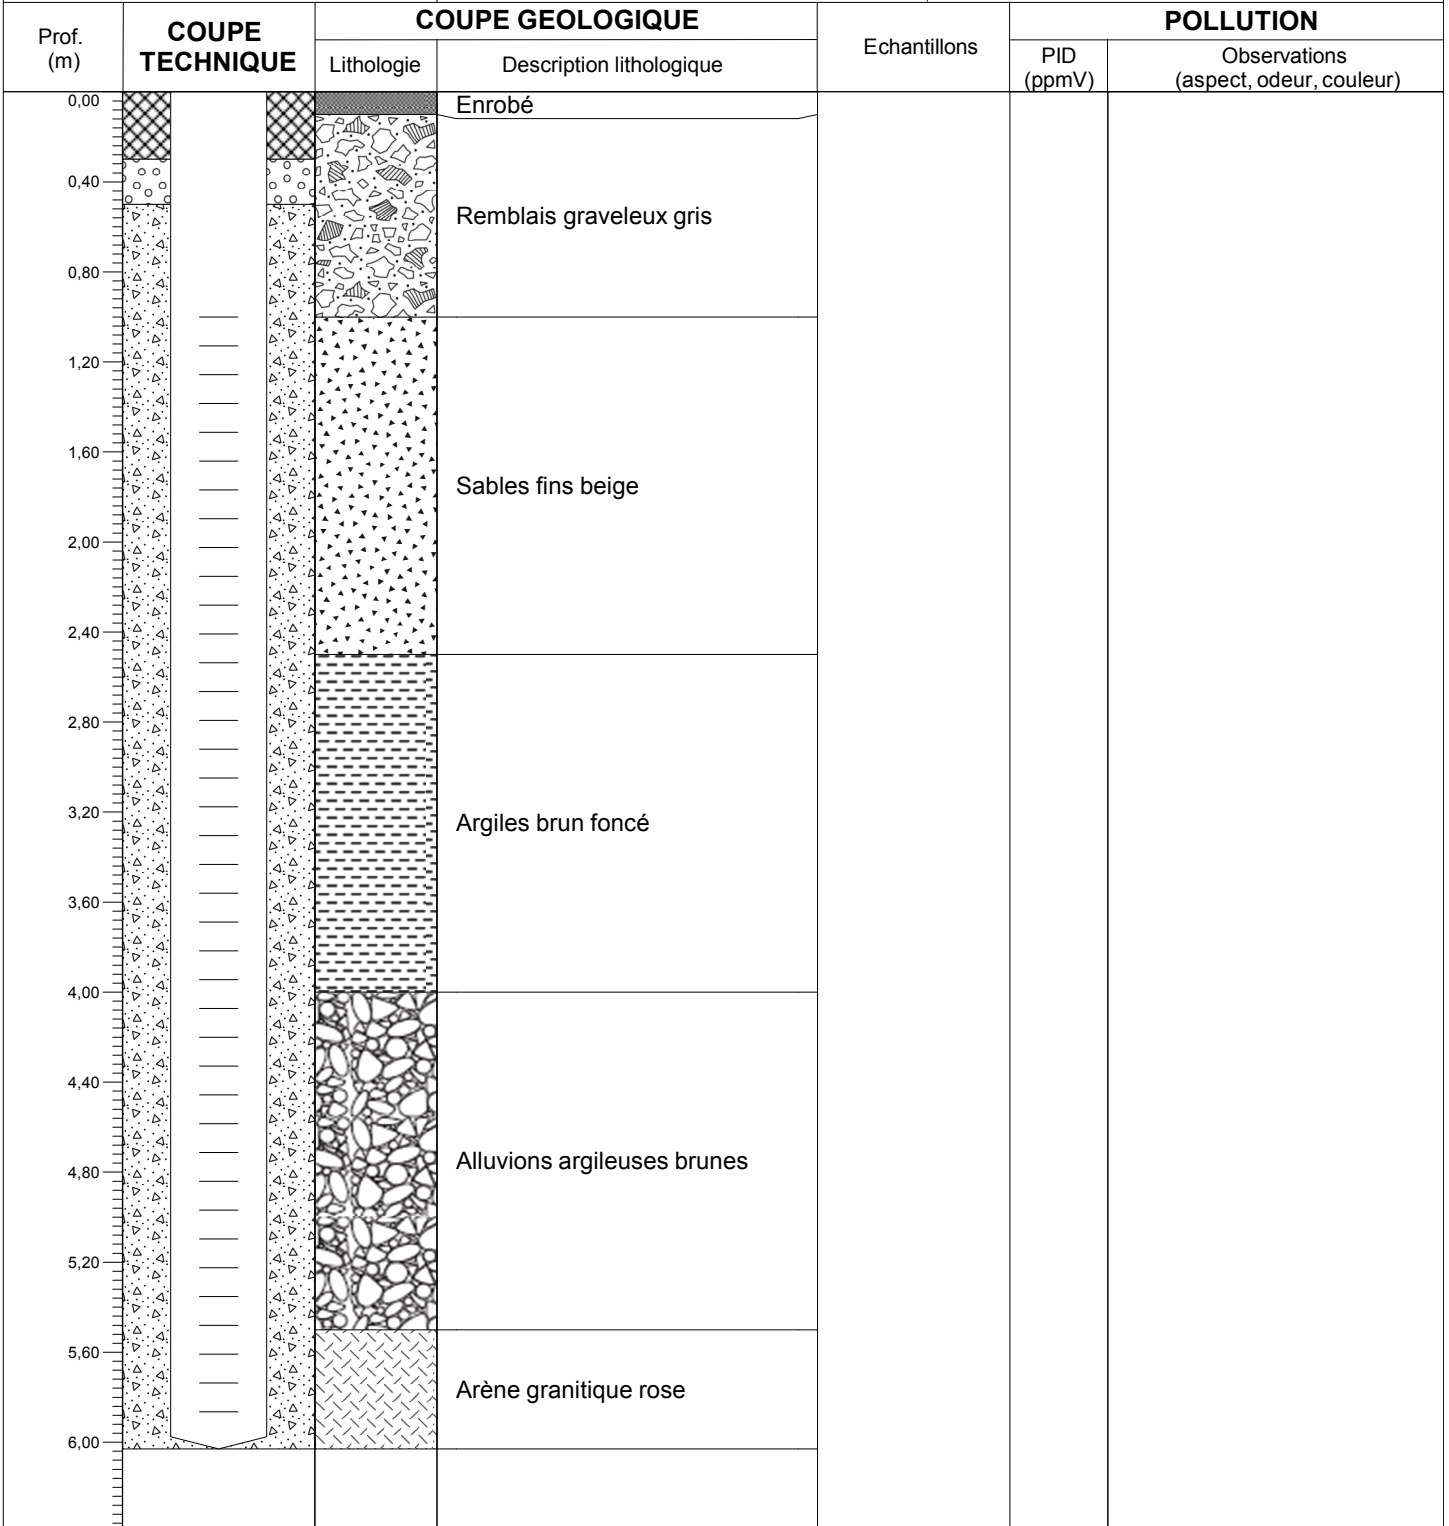 Prof.
(m)
COUPE
TECHNIQUE
COUPE GEOLOGIQUE
Lithologie
Description lithologique
Echantillons
POLLUTION
PID
(ppmV)
Observations
(aspect, odeur, couleur)
0,00
Enrobé
0,40
Remblais graveleux gris
0,80
1,20
1,60
Sables fins beige
2,00
2,40
2,80
3,20
Argiles brun foncé
3,60
4,00
4,40
4,80
Alluvions argileuses brunes
5,20
5,60
Arène granitique rose
6,00